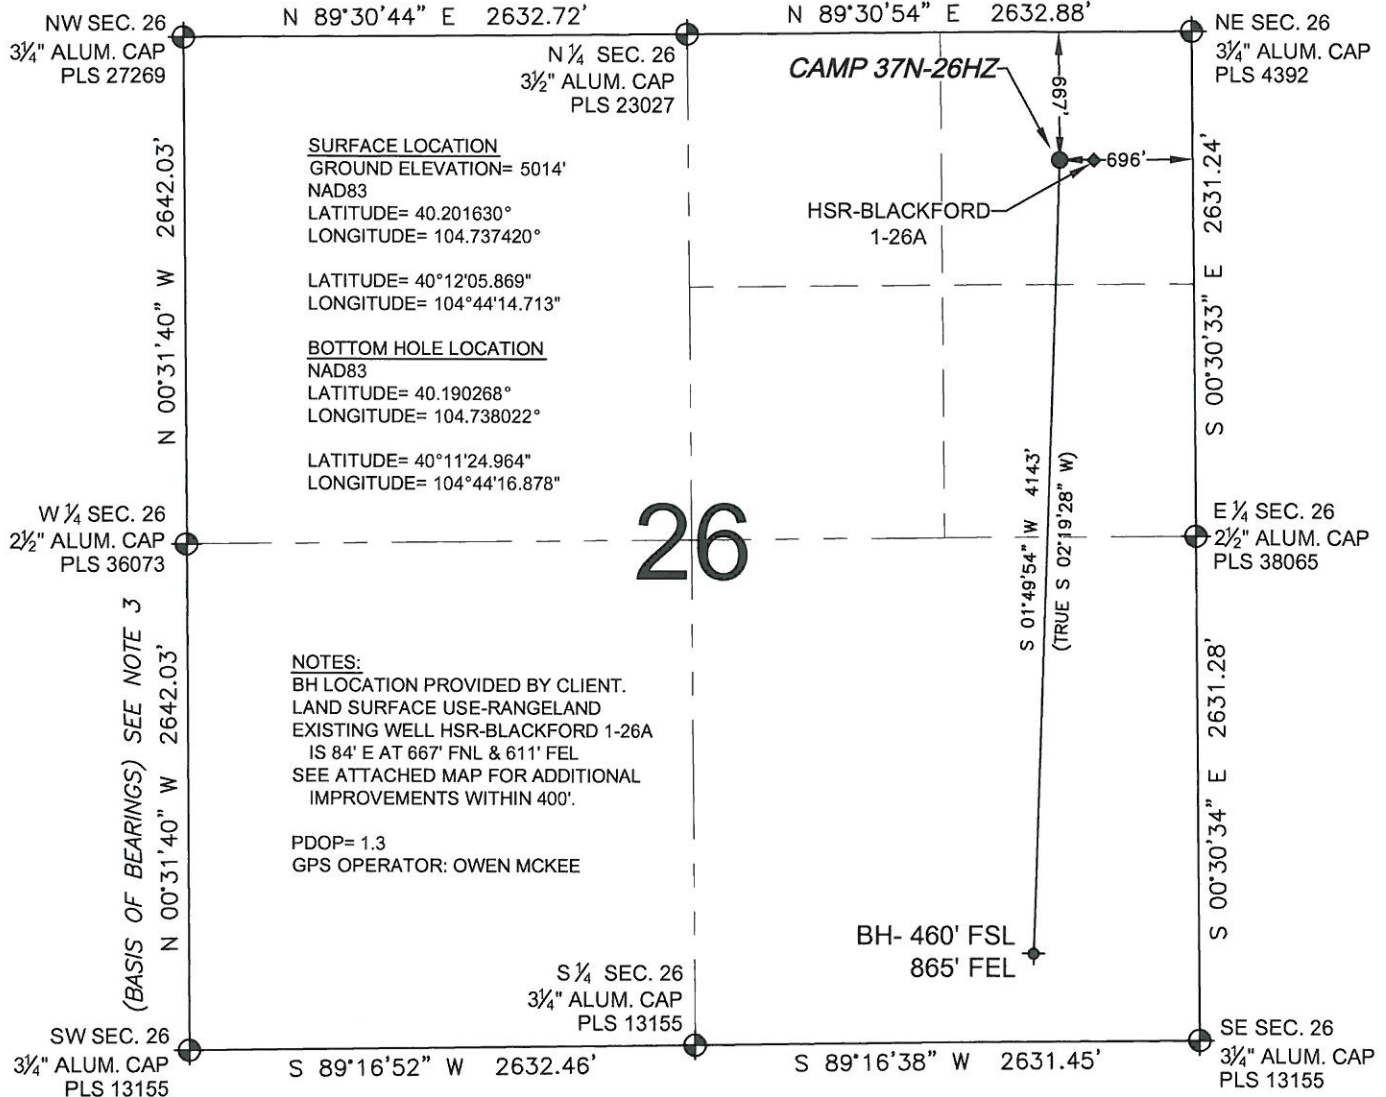 N 89°30'44" E 2632.72'
N 89°30'54" E 2632.88'
NW SEC. 26
3¼" ALUM. CAP
PLS 27269
N ¼ SEC. 26
3½" ALUM. CAP
PLS 23027
NE SEC. 26
3¼" ALUM. CAP
PLS 4392
CAMP 37N-26HZ
667'
696'
HSR-BLACKFORD
1-26A
SURFACE LOCATION
GROUND ELEVATION= 5014'
NAD83
LATITUDE= 40.201630°
LONGITUDE= 104.737420°
LATITUDE= 40°12'05.869"
LONGITUDE= 104°44'14.713"
BOTTOM HOLE LOCATION
NAD83
LATITUDE= 40.190268°
LONGITUDE= 104.738022°
LATITUDE= 40°11'24.964"
LONGITUDE= 104°44'16.878"
N 00°31'40" W 2642.03'
S 00°30'33" E 2631.24'
W ¼ SEC. 26
2½" ALUM. CAP
PLS 36073
26
S 01°49'54" W 4143'
(TRUE S 02°19'28" W)
E ¼ SEC. 26
2½" ALUM. CAP
PLS 38065
(BASIS OF BEARINGS) SEE NOTE 3
N 00°31'40" W 2642.03'
NOTES:
BH LOCATION PROVIDED BY CLIENT.
LAND SURFACE USE-RANGELAND
EXISTING WELL HSR-BLACKFORD 1-26A
IS 84' E AT 667' FNL & 611' FEL
SEE ATTACHED MAP FOR ADDITIONAL
IMPROVEMENTS WITHIN 400'.
PDOP= 1.3
GPS OPERATOR: OWEN MCKEE
S 00°30'34" E 2631.28'
BH- 460' FSL
865' FEL
SW SEC. 26
3¼" ALUM. CAP
PLS 13155
S ¼ SEC. 26
3¼" ALUM. CAP
PLS 13155
SE SEC. 26
3¼" ALUM. CAP
PLS 13155
S 89°16'52" W 2632.46'
S 89°16'38" W 2631.45'